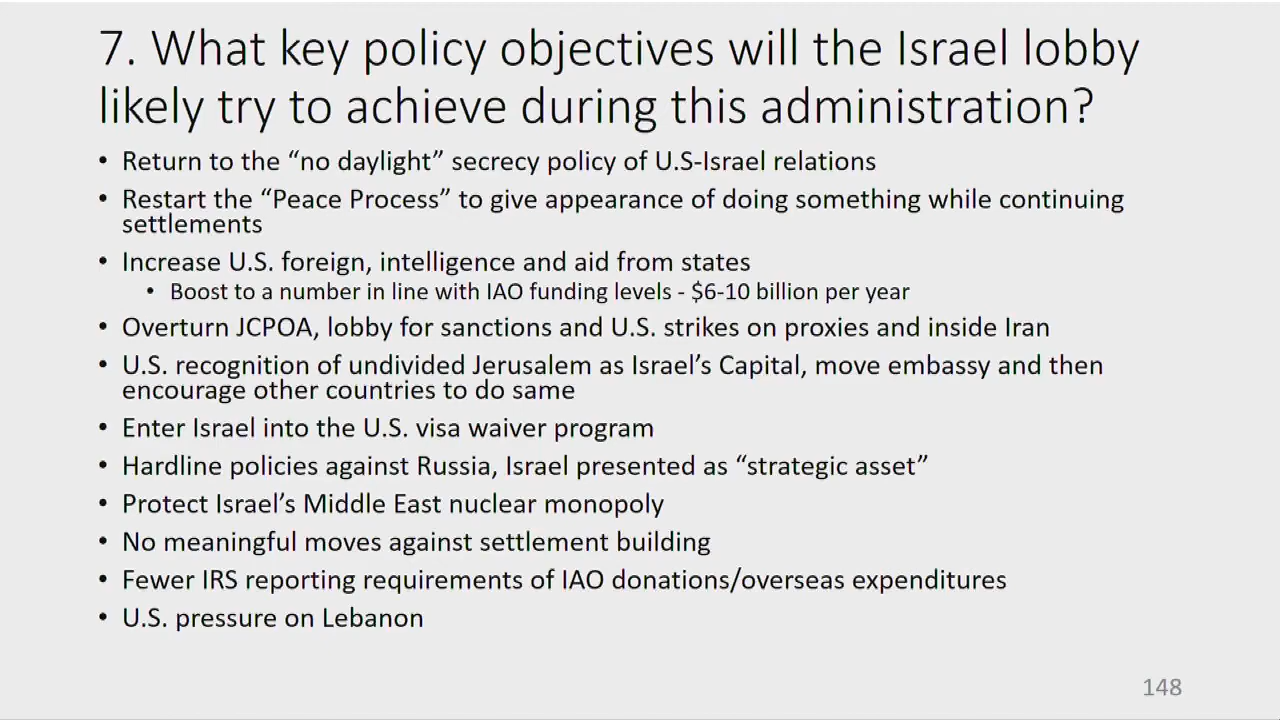 7. What key policy objectives will the Israel lobby
likely try to achieve during this administration?
• Return to the “no daylight” secrecy policy of U.S-Israel relations
• Restart the “Peace Process” to give appearance of doing something while continuing
settlements
• Increase U.S. foreign, intelligence and aid from states
• Boost to a number in line with IAO funding levels - $6-10 billion per year
• Overturn JCPOA, lobby for sanctions and U.S. strikes on proxies and inside Iran
• U.S. recognition of undivided Jerusalem as Israel’s Capital, move embassy and then
encourage other countries to do same
• Enter Israel into the U.S. visa waiver program
• Hardline policies against Russia, Israel presented as “strategic asset”
• Protect Israel’s Middle East nuclear monopoly
• No meaningful moves against settlement building
• Fewer IRS reporting requirements of IAO donations/overseas expenditures
• U.S. pressure on Lebanon
148